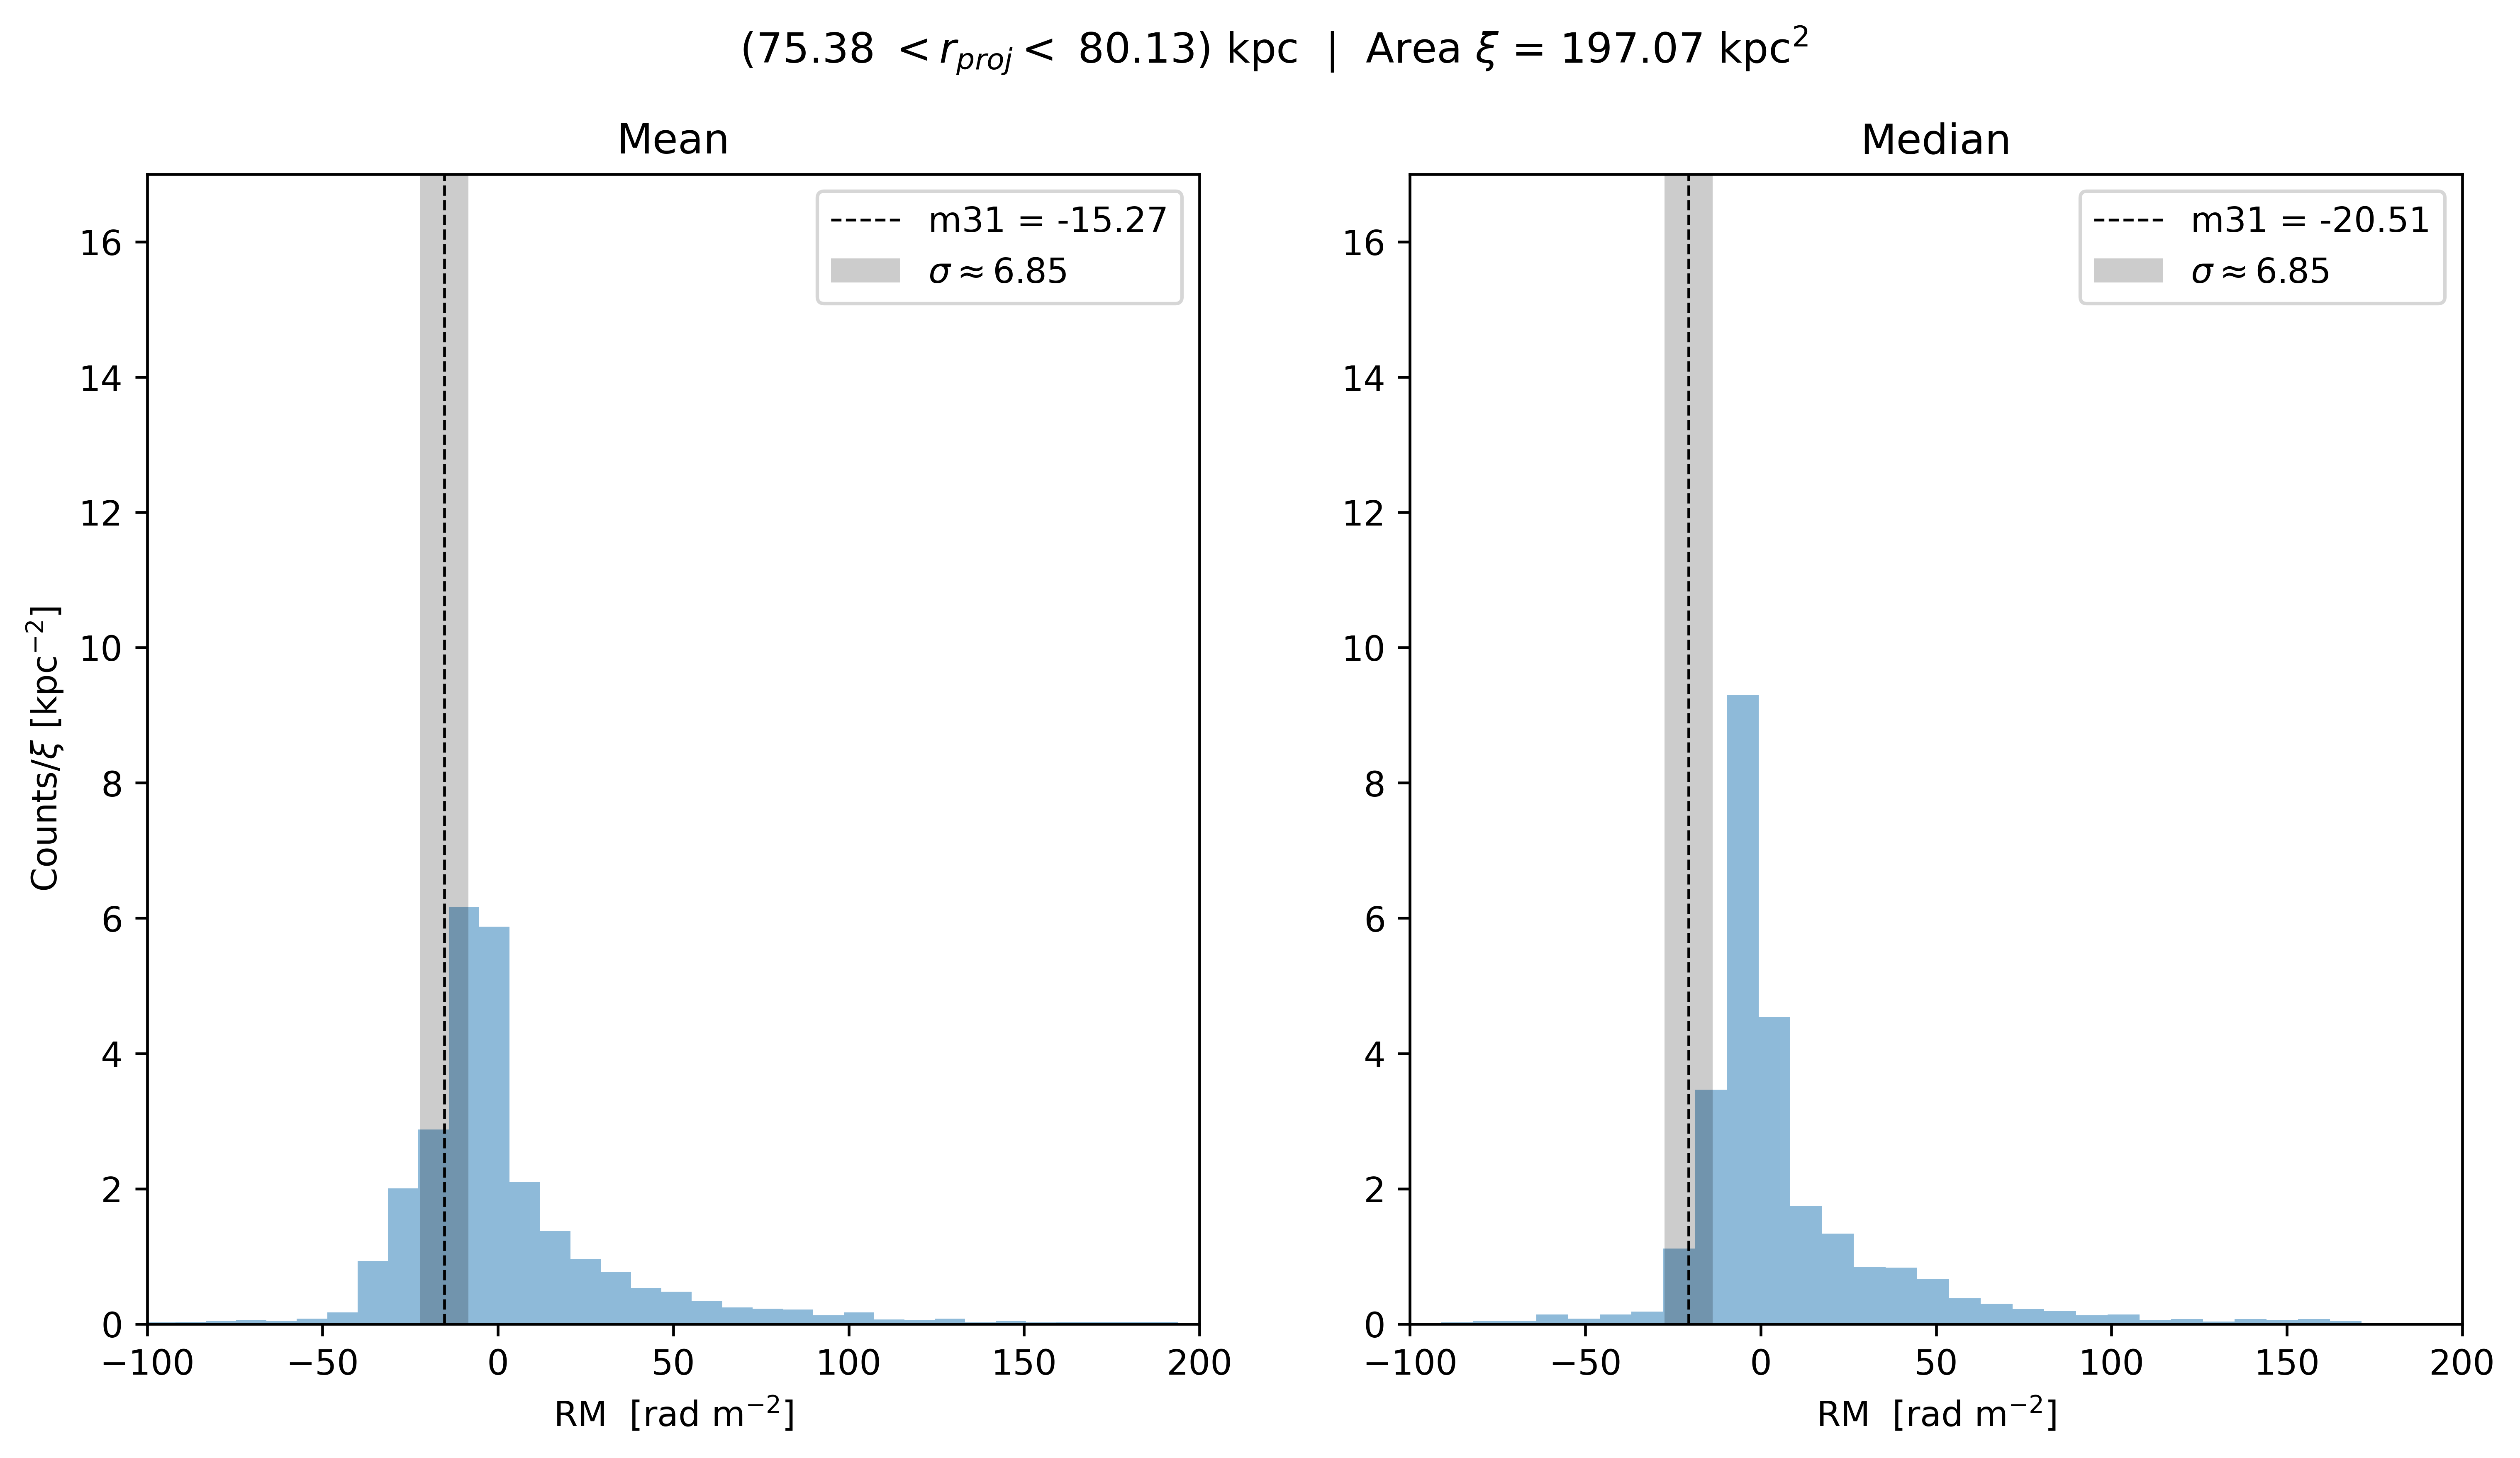 (75.38 < r_proj < 80.13) kpc | Area ξ = 197.07 kpc²
Mean
m31 = -15.27
σ ≈ 6.85
16
14
12
10
8
6
4
2
0
Counts/ξ [kpc⁻²]
−100 −50 0 50 100 150 200
RM [rad m⁻²]
Median
m31 = -20.51
σ ≈ 6.85
16
14
12
10
8
6
4
2
0
−100 −50 0 50 100 150 200
RM [rad m⁻²]